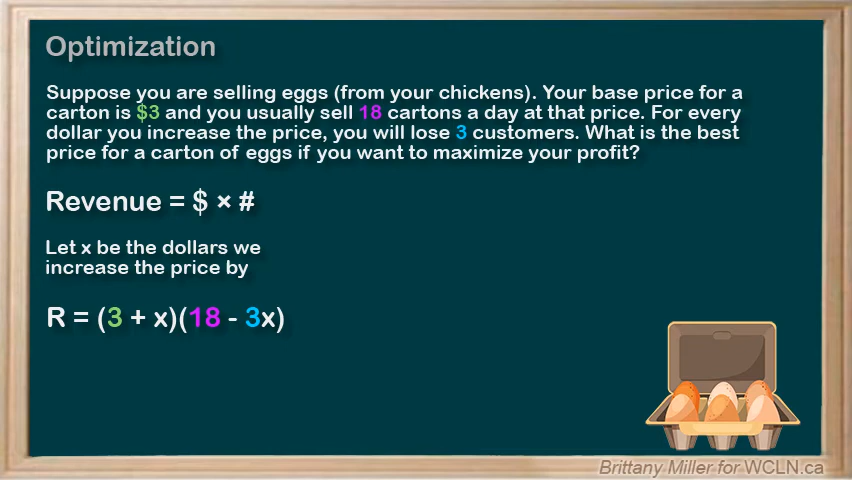 Optimization
Suppose you are selling eggs (from your chickens). Your base price for a
carton is $3 and you usually sell 18 cartons a day at that price. For every
dollar you increase the price, you will lose 3 customers. What is the best
price for a carton of eggs if you want to maximize your profit?
Revenue = $ × #
Let x be the dollars we
increase the price by
R = (3 + x)(18 - 3x)
Brittany Miller for WCLN.ca